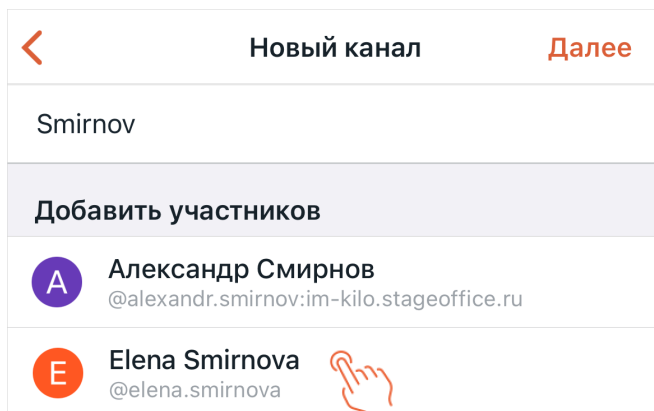 Новый канал Далее
Smirnov
Добавить участников
А
Александр Смирнов
@alexandr.smirnov:im-kilo.stageoffice.ru
E
Elena Smirnova
@elena.smirnova